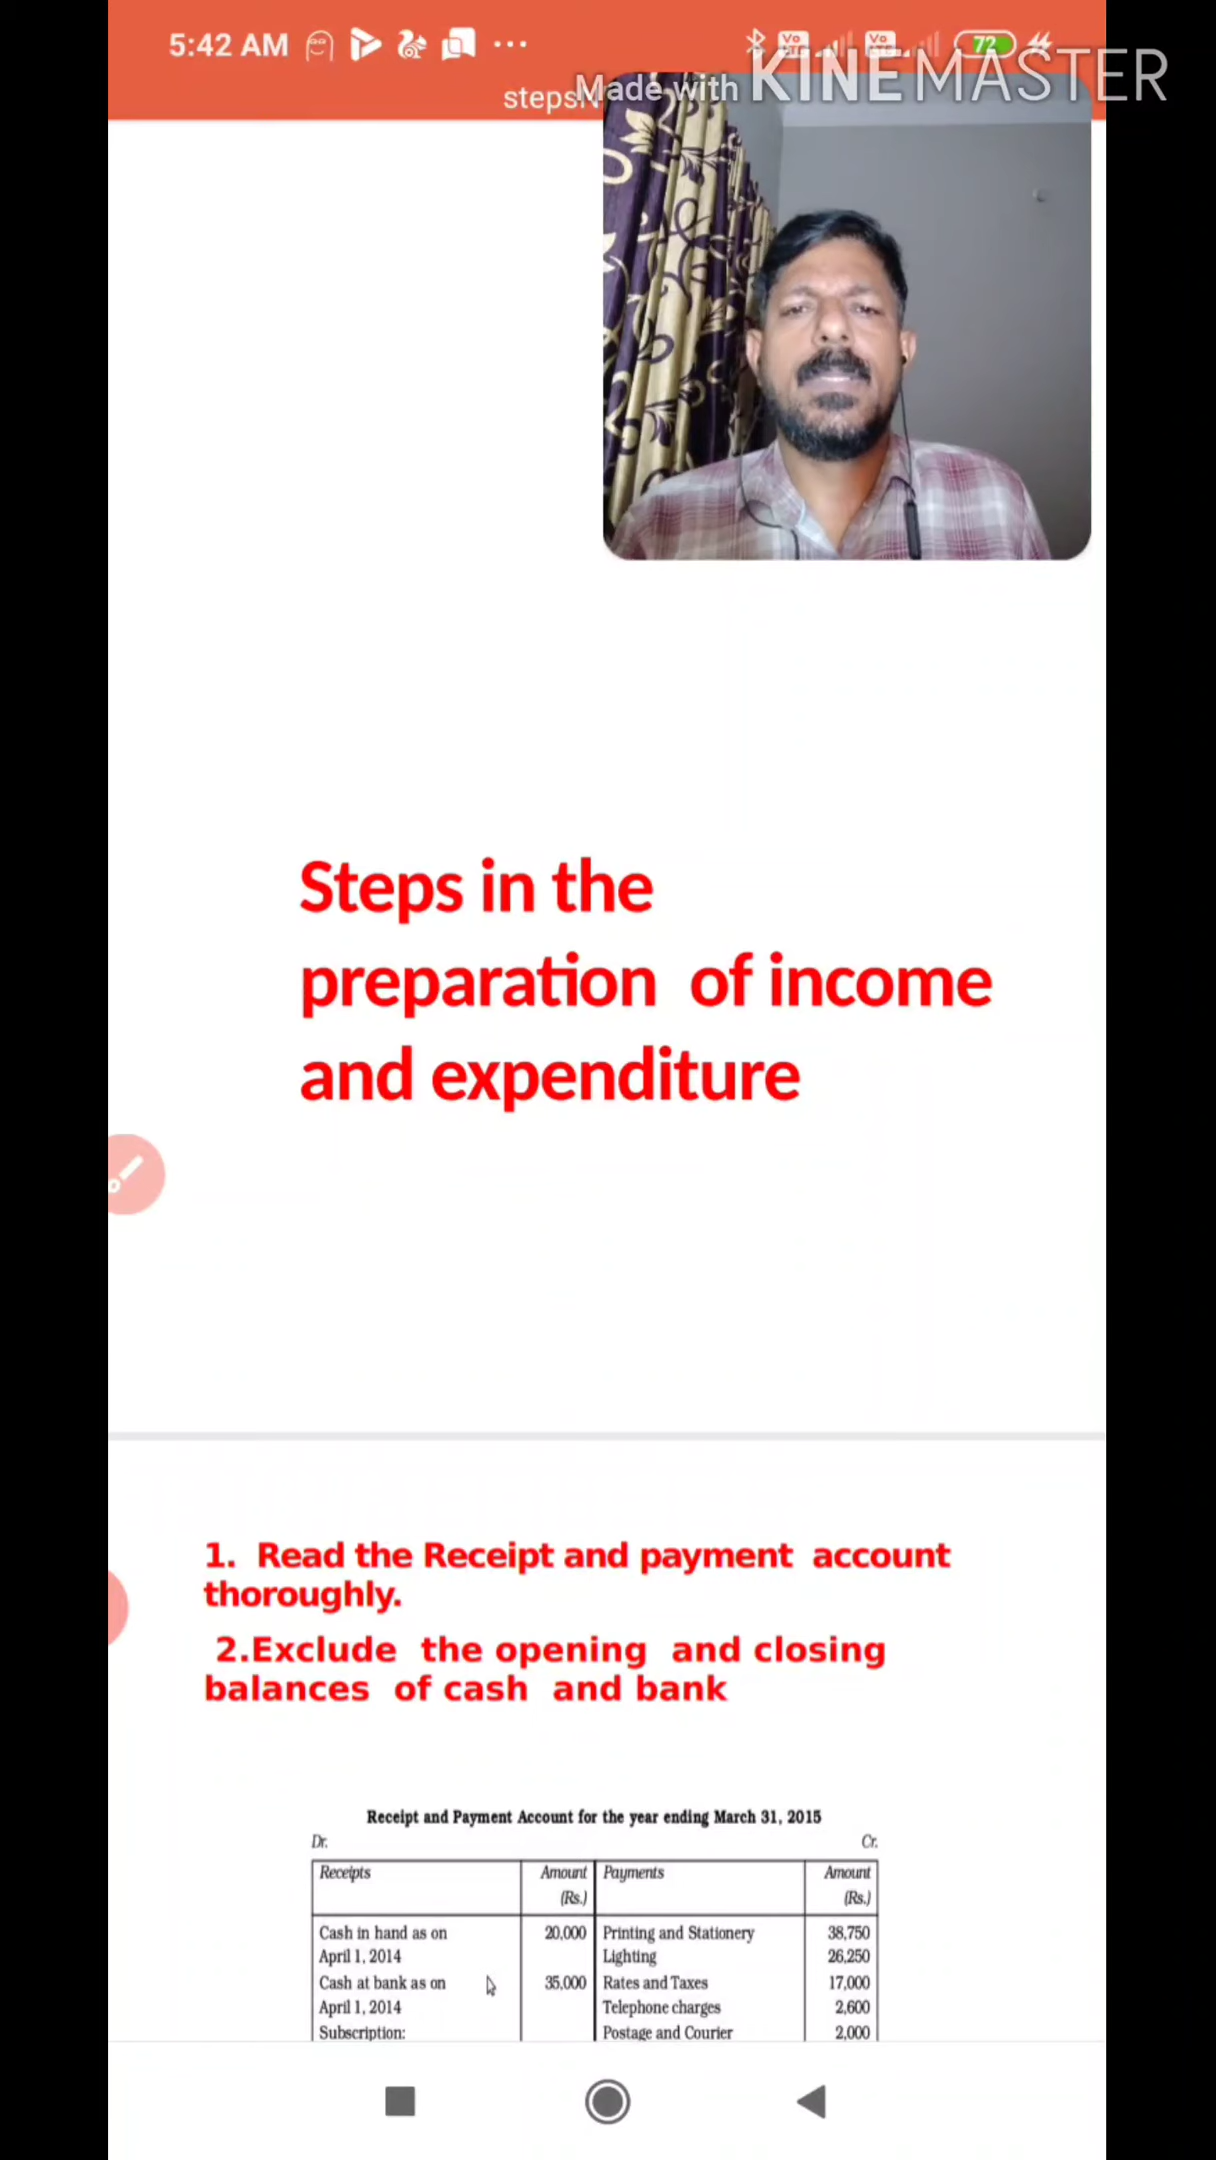 5:42 AM
72
Made with KINEMASTER
steps
Steps in the
preparation of income
and expenditure
1. Read the Receipt and payment account
thoroughly.
2.Exclude the opening and closing
balances of cash and bank
Receipt and Payment Account for the year ending March 31, 2015
Dr. Cr.
Receipts Amount Payments Amount
(Rs.) (Rs.)
Cash in hand as on 20,000 Printing and Stationery 38,750
April 1, 2014 Lighting 26,250
Cash at bank as on 35,000 Rates and Taxes 17,000
April 1, 2014 Telephone charges 2,600
Subscription: Postage and Courier 2,000